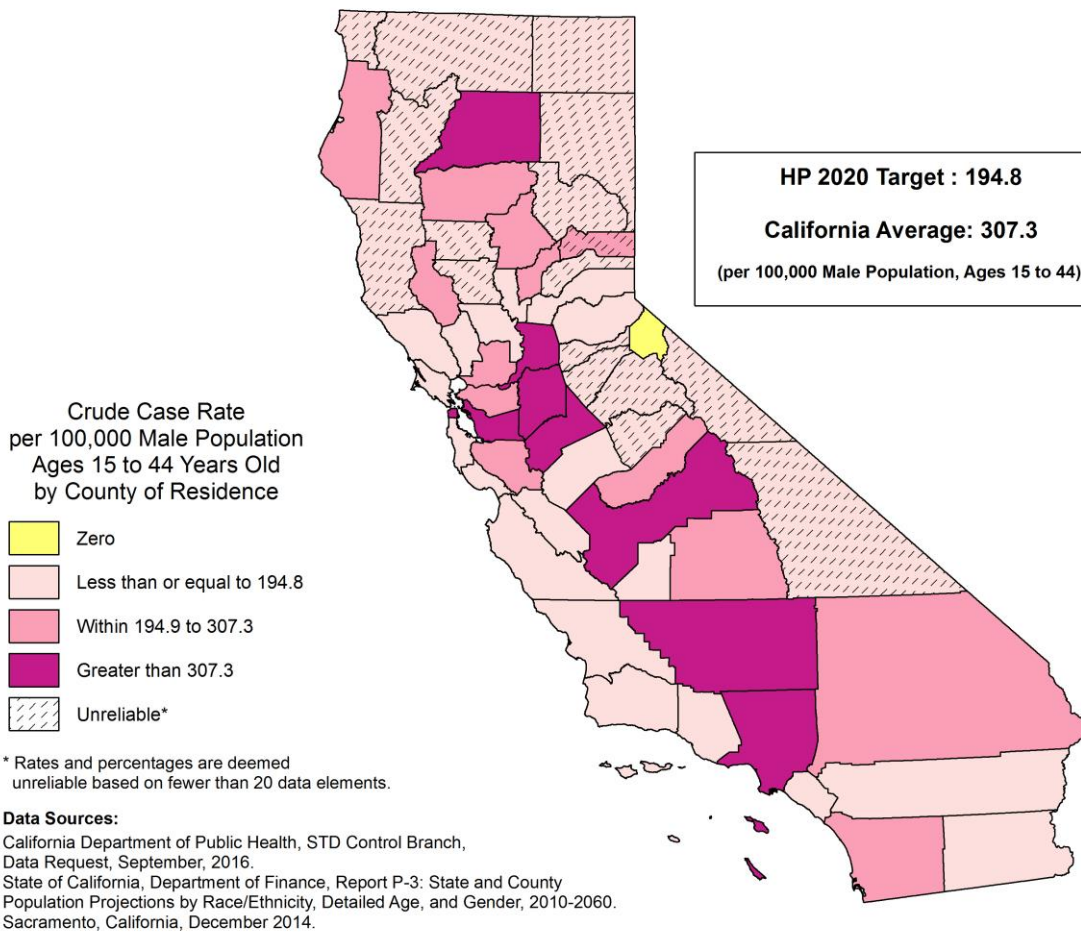 HP 2020 Target : 194.8
California Average: 307.3
(per 100,000 Male Population, Ages 15 to 44)
Crude Case Rate
per 100,000 Male Population
Ages 15 to 44 Years Old
by County of Residence
Zero
Less than or equal to 194.8
Within 194.9 to 307.3
Greater than 307.3
Unreliable*
* Rates and percentages are deemed
unreliable based on fewer than 20 data elements.
Data Sources:
California Department of Public Health, STD Control Branch,
Data Request, September, 2016.
State of California, Department of Finance, Report P-3: State and County
Population Projections by Race/Ethnicity, Detailed Age, and Gender, 2010-2060.
Sacramento, California, December 2014.